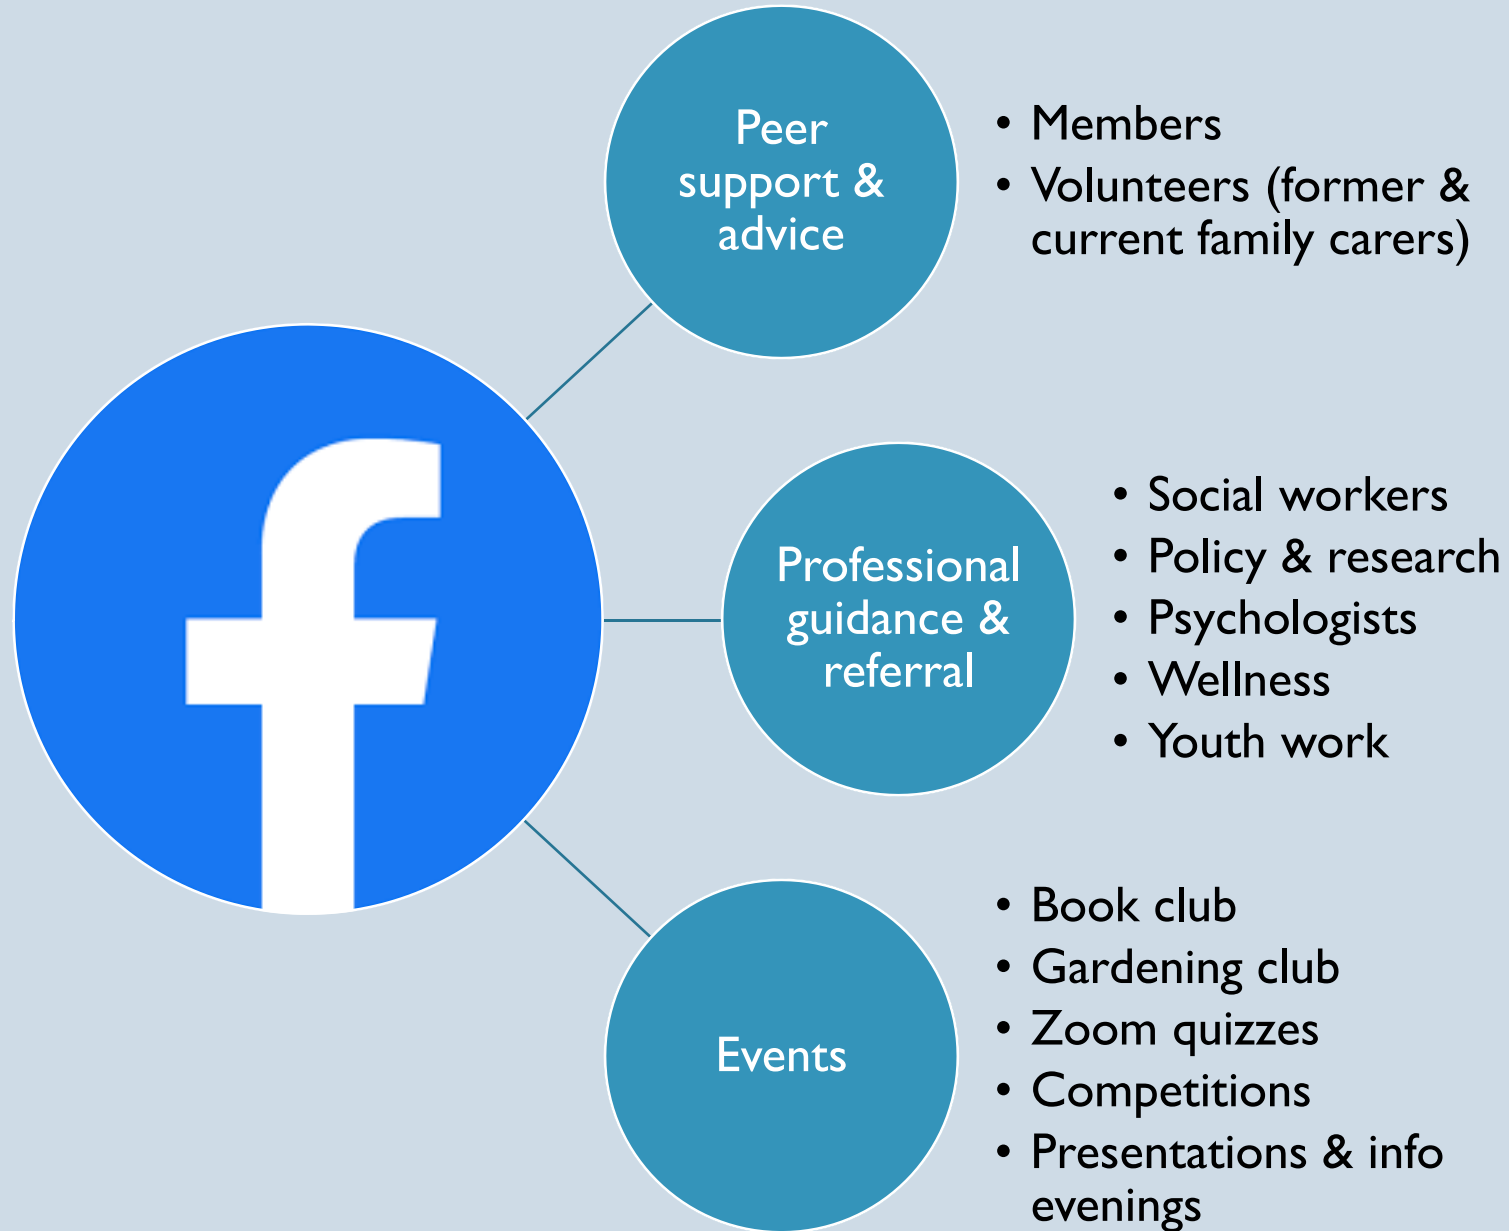 Peer
support &
advice
• Members
• Volunteers (former &
current family carers)
Professional
guidance &
referral
• Social workers
• Policy & research
• Psychologists
• Wellness
• Youth work
Events
• Book club
• Gardening club
• Zoom quizzes
• Competitions
• Presentations & info
evenings